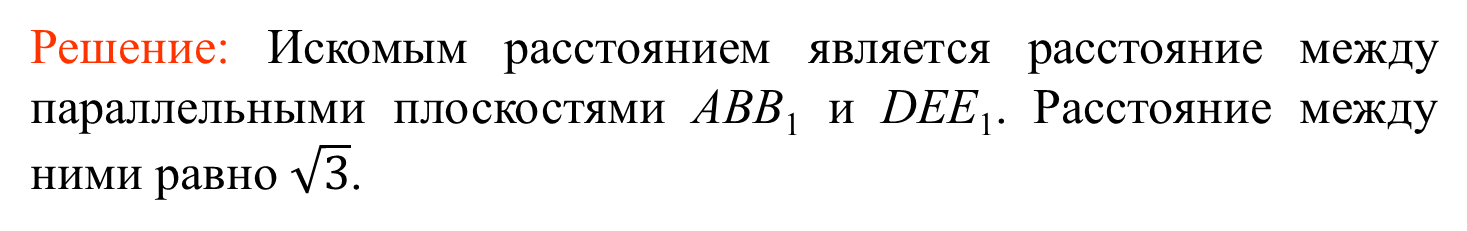 Решение: Искомым расстоянием является расстояние между
параллельными плоскостями ABB₁ и DEE₁. Расстояние между
ними равно √3.